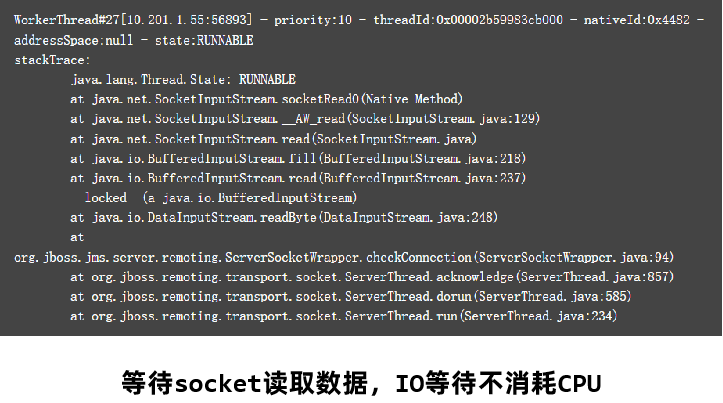 WorkerThread#27[10.201.1.55:56893] - priority:10 - threadId:0x00002b59983cb000 - nativeId:0x4482 -
addressSpace:null - state:RUNNABLE
stackTrace:
java.lang.Thread.State: RUNNABLE
at java.net.SocketInputStream.socketRead0(Native Method)
at java.net.SocketInputStream.__AW_read(SocketInputStream.java:129)
at java.net.SocketInputStream.read(SocketInputStream.java)
at java.io.BufferedInputStream.fill(BufferedInputStream.java:218)
at java.io.BufferedInputStream.read(BufferedInputStream.java:237)
locked (a java.io.BufferedInputStream)
at java.io.DataInputStream.readByte(DataInputStream.java:248)
at
org.jboss.jms.server.remoting.ServerSocketWrapper.checkConnection(ServerSocketWrapper.java:94)
at org.jboss.remoting.transport.socket.ServerThread.acknowledge(ServerThread.java:857)
at org.jboss.remoting.transport.socket.ServerThread.dorun(ServerThread.java:585)
at org.jboss.remoting.transport.socket.ServerThread.run(ServerThread.java:234)
等待socket读取数据，IO等待不消耗CPU